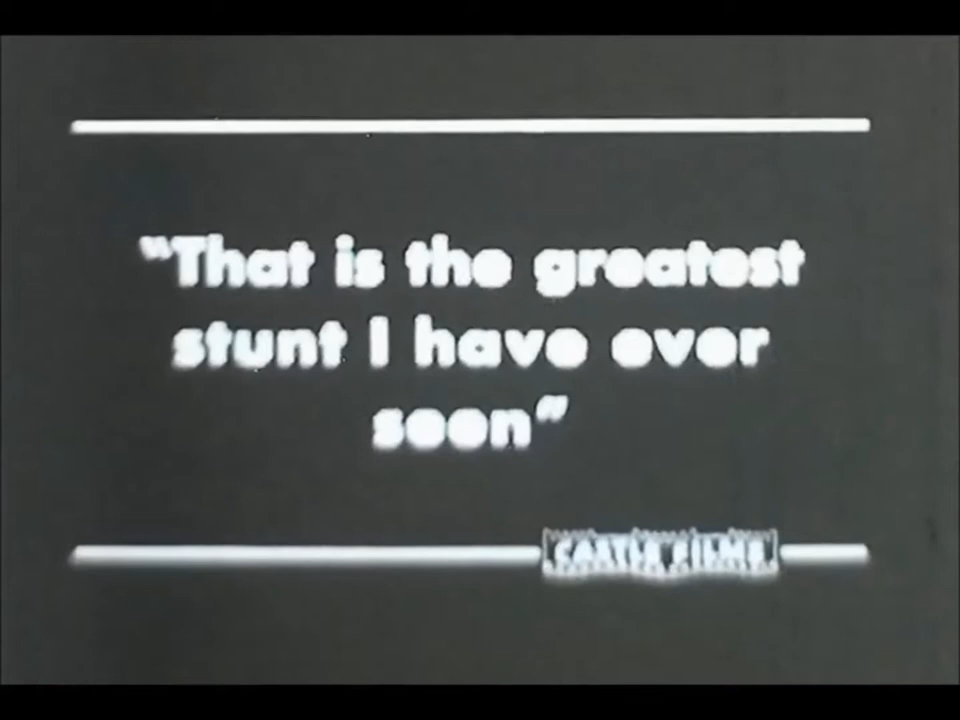 "That is the greatest
stunt I have ever
seen"
CASTLE FILMS